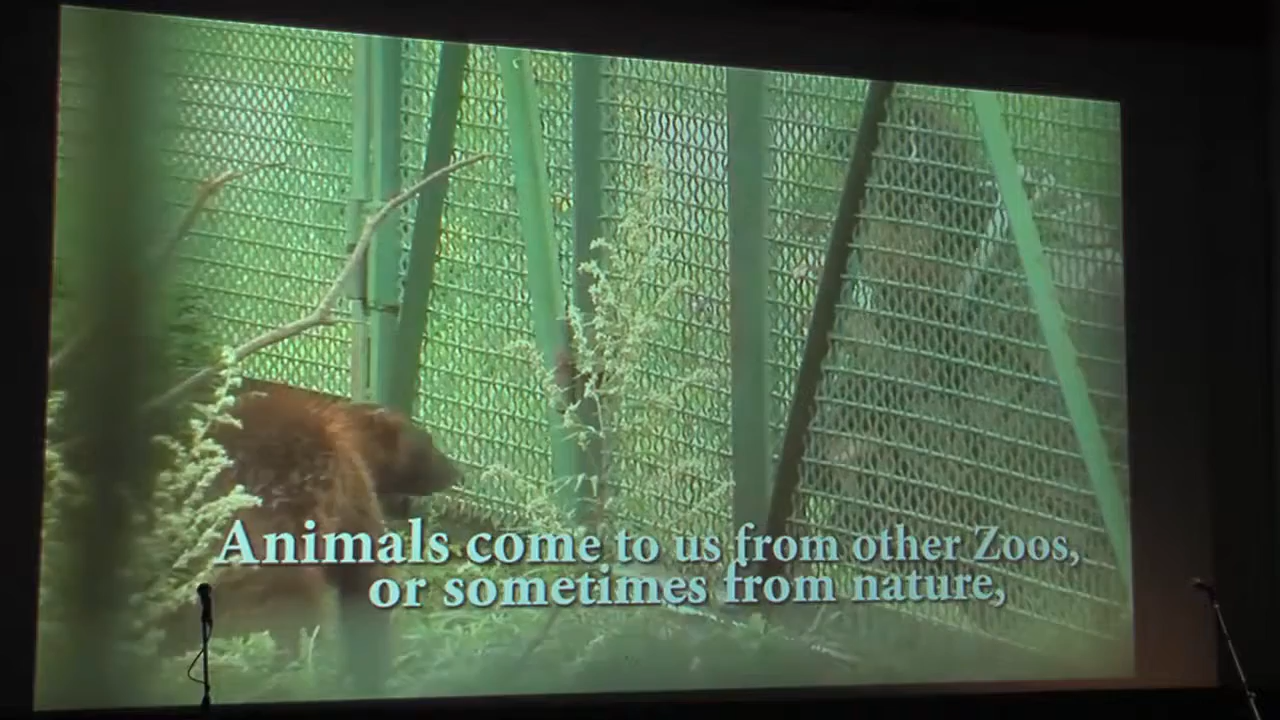 Animals come to us from other Zoos,
or sometimes from nature,